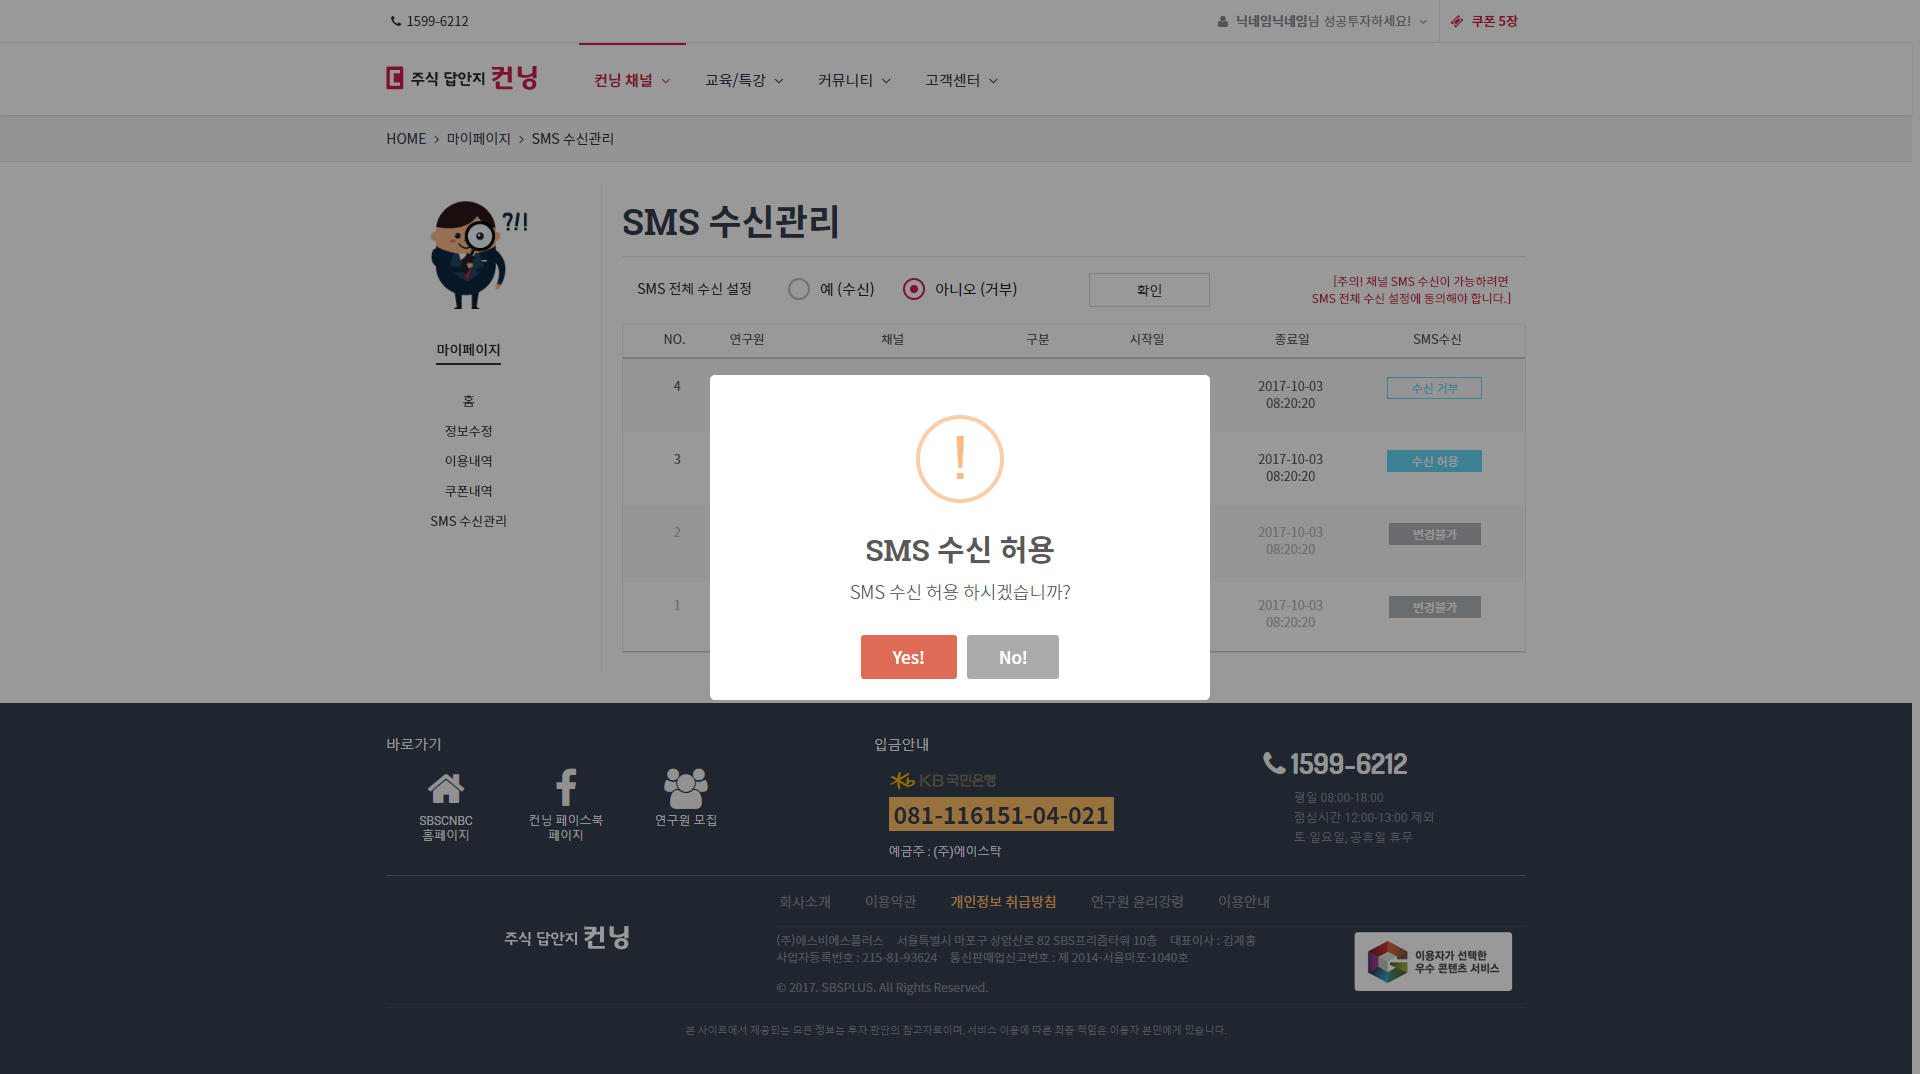 1599-6212
닉네임닉네임님 성공투자하세요!
쿠폰 5장
주식 답안지 컨닝
컨닝 채널
교육/특강
커뮤니티
고객센터
HOME > 마이페이지 > SMS 수신관리
?!!
마이페이지
홈
정보수정
이용내역
쿠폰내역
SMS 수신관리
SMS 수신관리
SMS 전체 수신 설정
예 (수신)
아니오 (거부)
확인
[주의! 채널 SMS 수신이 가능하려면
SMS 전체 수신 설정에 동의해야 합니다.]
NO. 연구원 채널 구분 시작일 종료일 SMS수신
4 2017-10-03 수신 거부
08:20:20
3 2017-10-03 수신 허용
08:20:20
2 2017-10-03 변경불가
08:20:20
1 2017-10-03 변경불가
08:20:20
!
SMS 수신 허용
SMS 수신 허용 하시겠습니까?
Yes!
No!
바로가기
SBSCNBC
홈페이지
컨닝 페이스북
페이지
연구원 모집
입금안내
KB국민은행
081-116151-04-021
예금주 : (주)에이스탁
1599-6212
평일 08:00-18:00
점심시간 12:00-13:00 제외
토·일요일, 공휴일 휴무
회사소개
이용약관
개인정보 취급방침
연구원 윤리강령
이용안내
주식 답안지 컨닝
(주)에스비에스플러스 서울특별시 마포구 상암산로 82 SBS프리즘타워 10층 대표이사 : 김계홍
사업자등록번호 : 215-81-93624 통신판매업신고번호 : 제 2014-서울마포-1040호
© 2017. SBSPLUS. All Rights Reserved.
이용자가 선택한
우수 콘텐츠 서비스
본 사이트에서 제공되는 모든 정보는 투자 판단의 참고자료이며, 서비스 이용에 따른 최종 책임은 이용자 본인에게 있습니다.